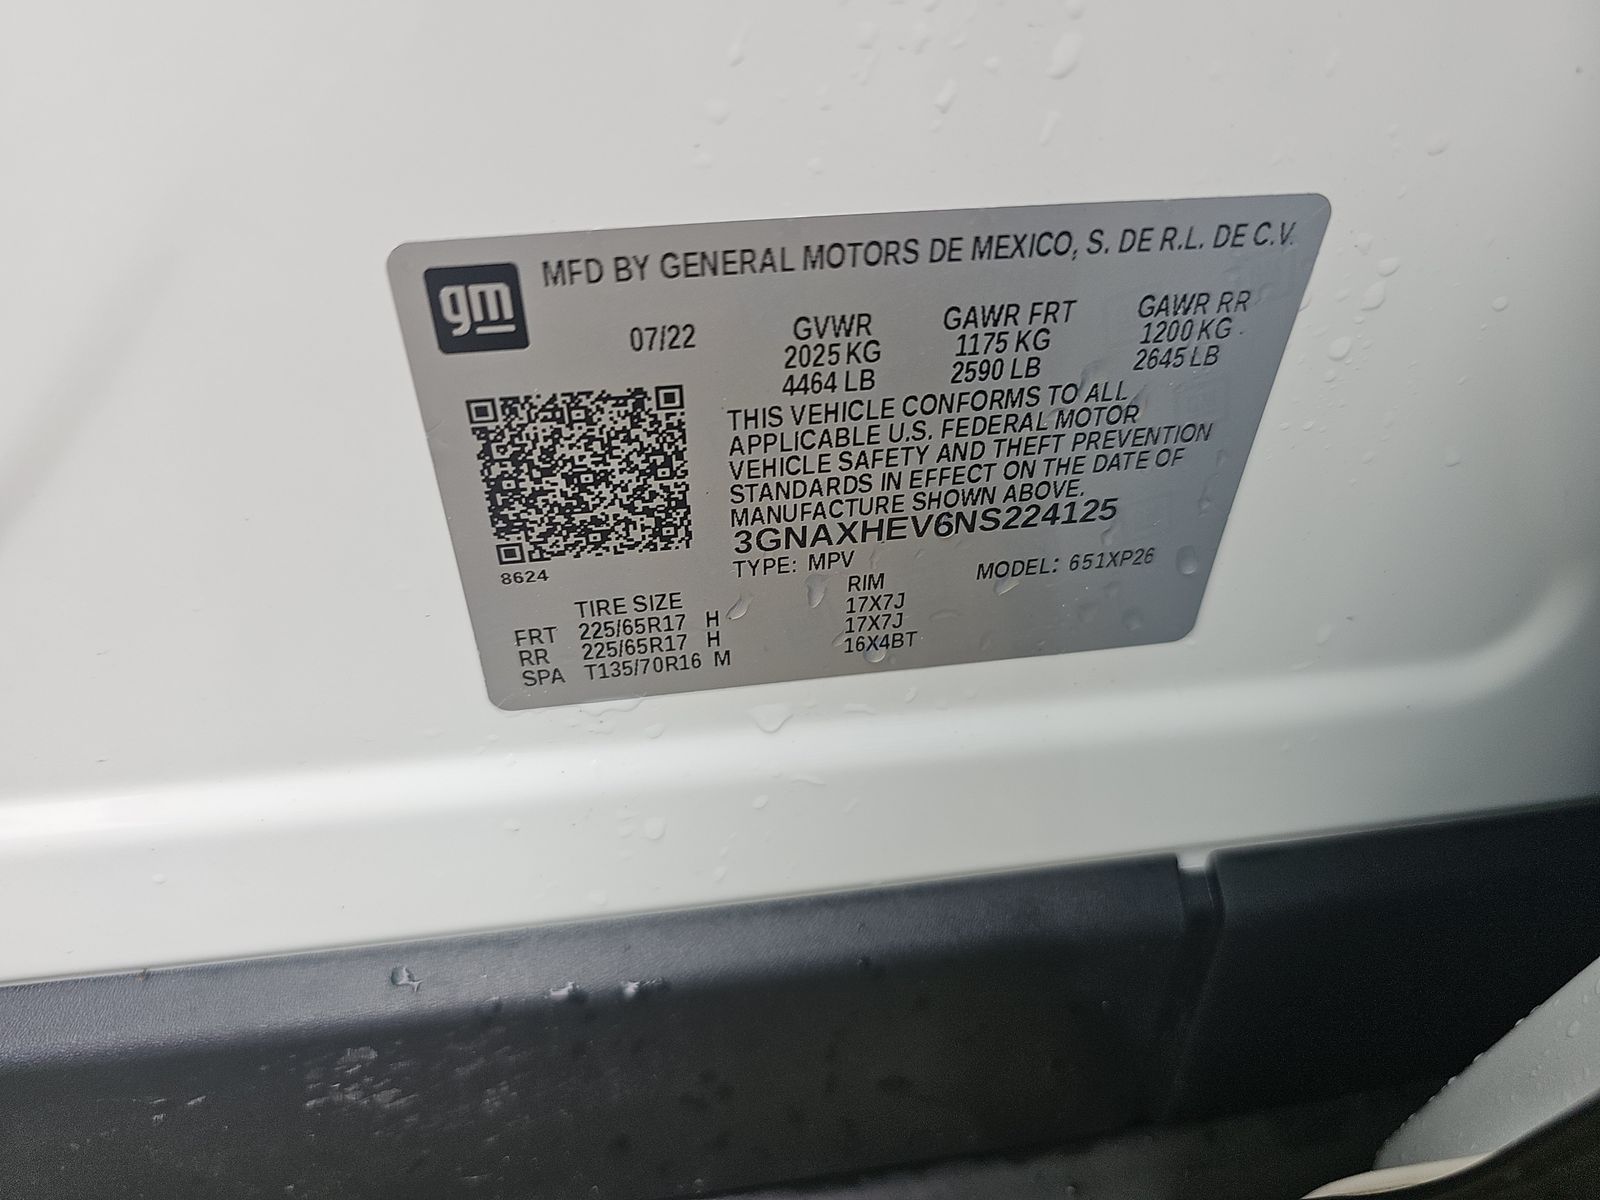 gm
MFD BY GENERAL MOTORS DE MEXICO, S. DE R.L. DE C.V.
07/22 GVWR GAWR FRT GAWR RR
2025 KG 1175 KG 1200 KG
4464 LB 2590 LB 2645 LB
THIS VEHICLE CONFORMS TO ALL
APPLICABLE U.S. FEDERAL MOTOR
VEHICLE SAFETY AND THEFT PREVENTION
STANDARDS IN EFFECT ON THE DATE OF
MANUFACTURE SHOWN ABOVE.
3GNAXHEV6NS224125
8624
TYPE: MPV MODEL: 651XP26
TIRE SIZE RIM
FRT 225/65R17 H 17X7J
RR 225/65R17 H 17X7J
SPA T135/70R16 M 16X4BT